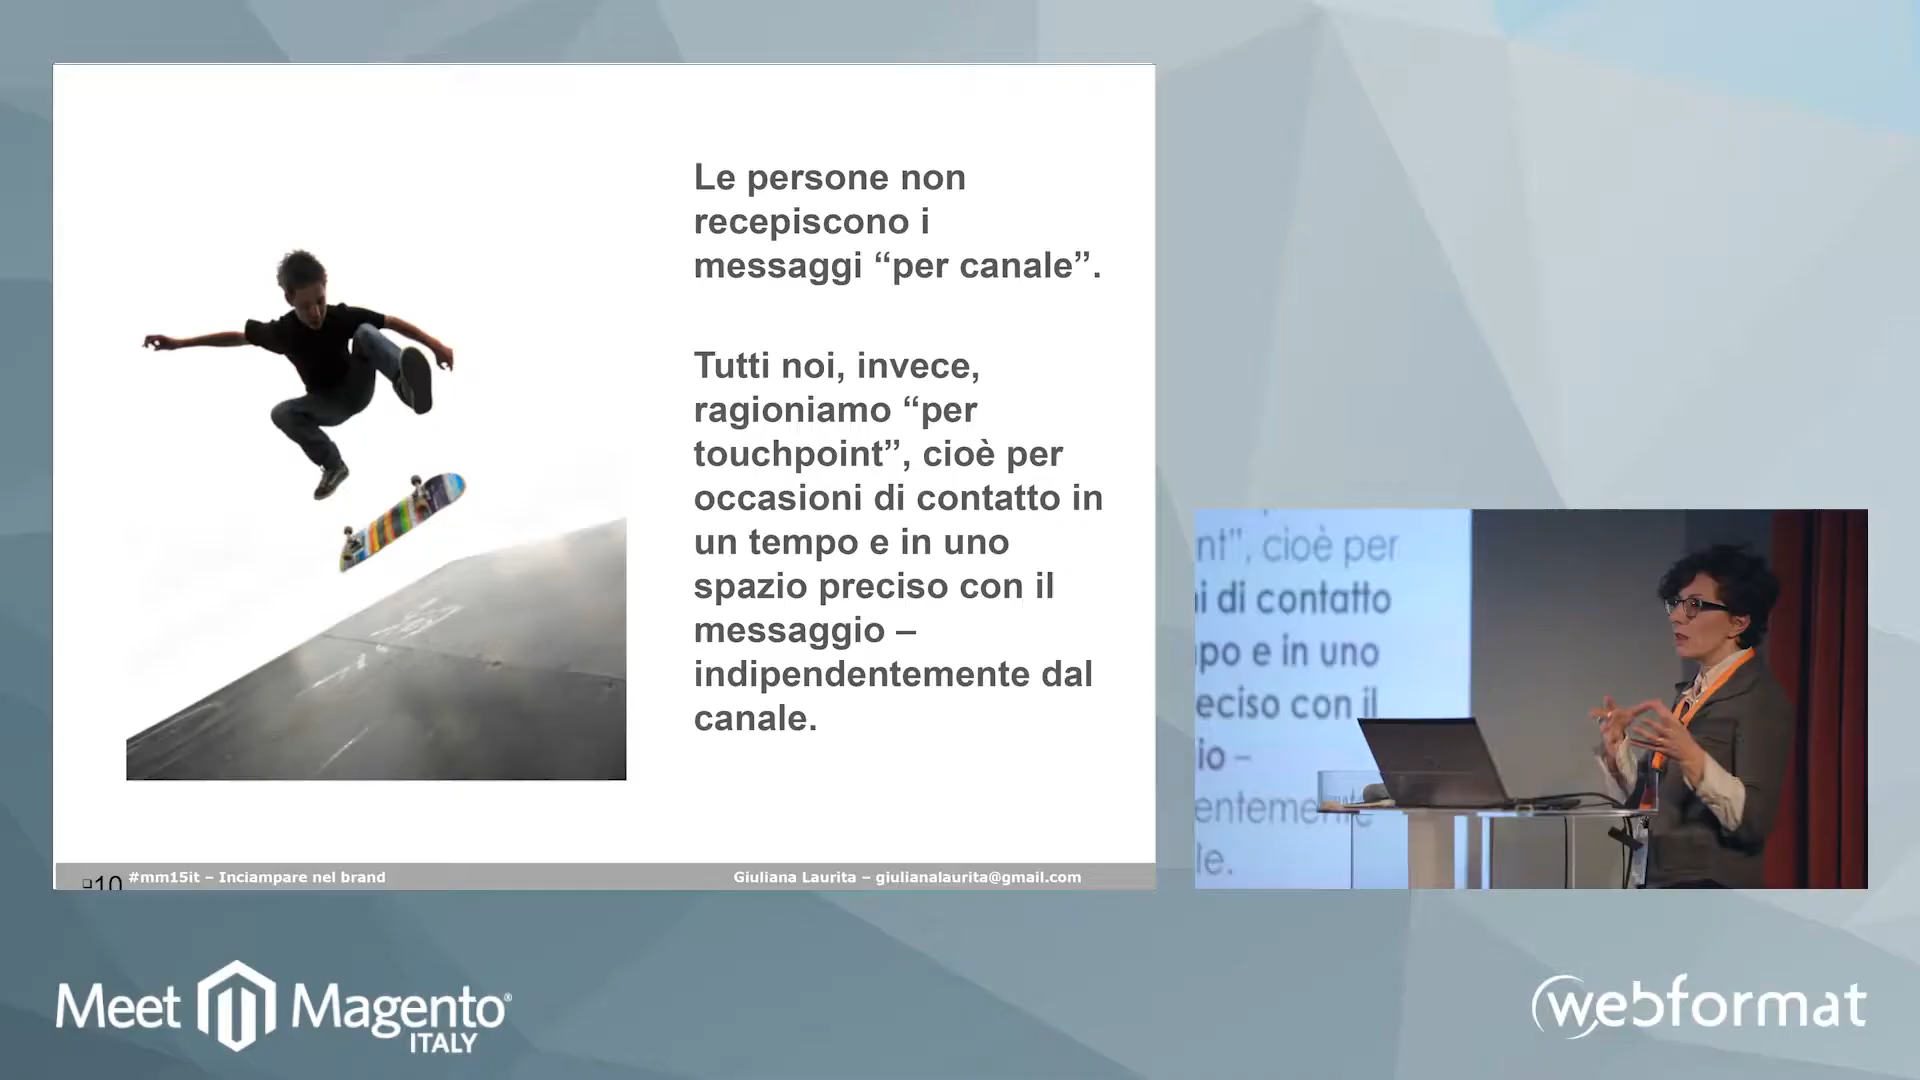 Le persone non
recepiscono i
messaggi “per canale”.
Tutti noi, invece,
ragioniamo “per
touchpoint”, cioè per
occasioni di contatto in
un tempo e in uno
spazio preciso con il
messaggio –
indipendentemente dal
canale.
10
#mm15it – Inciampare nel brand
Giuliana Laurita – giulianalaurita@gmail.com
nt”, cioè per
i di contatto
po e in uno
eciso con il
io –
entemente
le.
Meet Magento®
ITALY
webformat